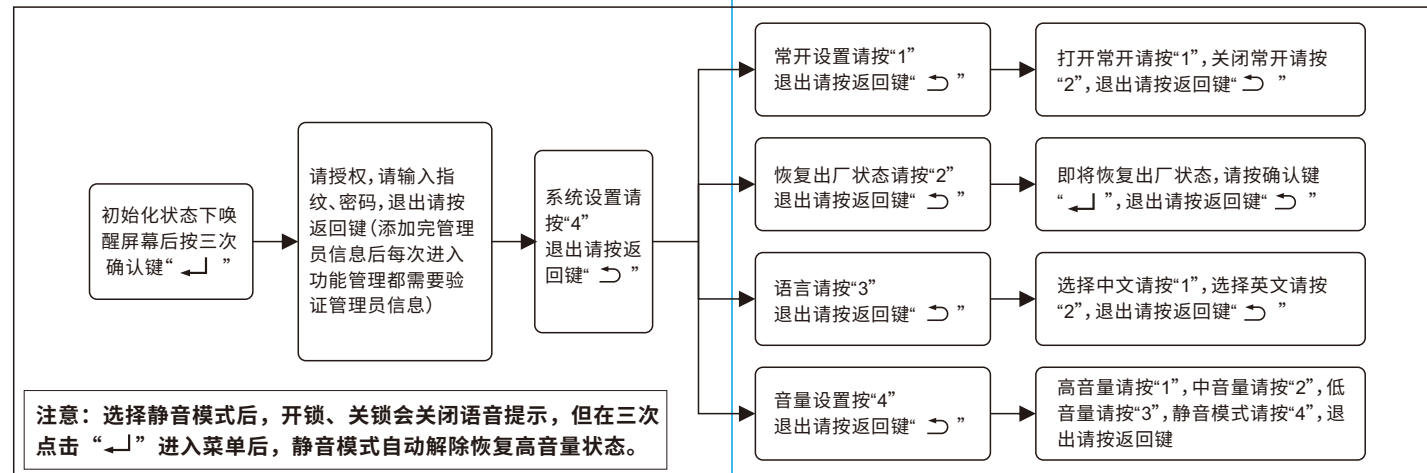 初始化状态下唤
醒屏幕后按三次
确认键“ ↵ ”
请授权,请输入指
纹、密码,退出请按
返回键(添加完管理
员信息后每次进入
功能管理都需要验
证管理员信息)
系统设置请
按“4”
退出请按返
回键“ ⮌ ”
常开设置请按“1”
退出请按返回键“ ⮌ ”
打开常开请按“1”,关闭常开请按
“2”,退出请按返回键“ ⮌ ”
恢复出厂状态请按“2”
退出请按返回键“ ⮌ ”
即将恢复出厂状态,请按确认键
“ ↵ ”,退出请按返回键“ ⮌ ”
语言请按“3”
退出请按返回键“ ⮌ ”
选择中文请按“1”,选择英文请按
“2”,退出请按返回键“ ⮌ ”
音量设置按“4”
退出请按返回键“ ⮌ ”
高音量请按“1”,中音量请按“2”,低
音量请按“3”,静音模式请按“4”,退
出请按返回键
注意：选择静音模式后，开锁、关锁会关闭语音提示，但在三次
点击“↵”进入菜单后，静音模式自动解除恢复高音量状态。